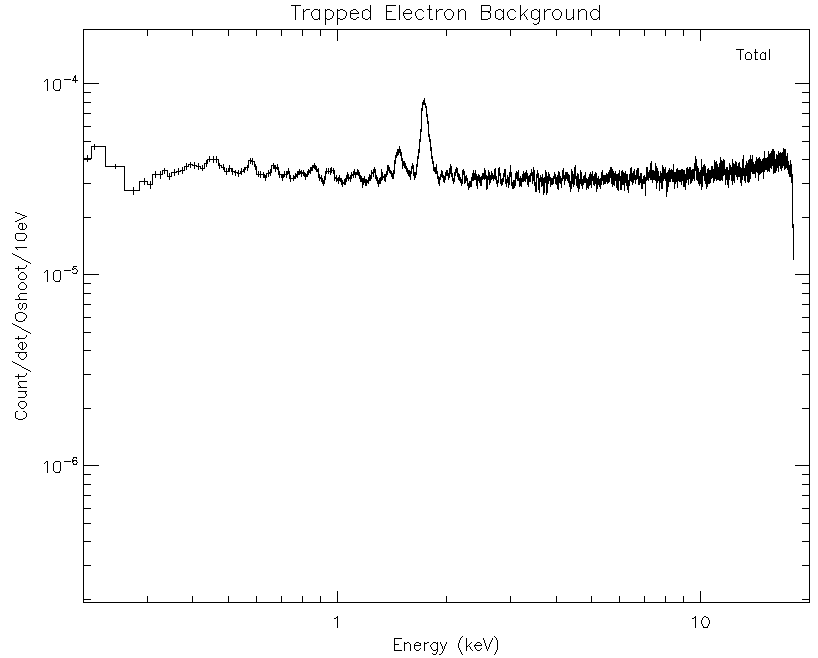 Trapped Electron Background
Total
10⁻⁴
10⁻⁵
10⁻⁶
Count/det/Oshoot/10eV
1
10
Energy (keV)